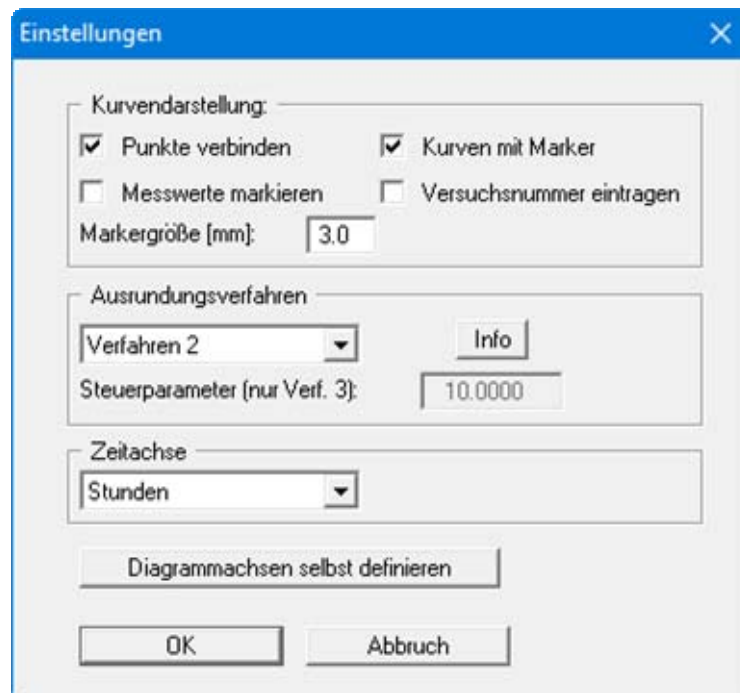 Einstellungen
Kurvendarstellung:
Punkte verbinden
Kurven mit Marker
Messwerte markieren
Versuchsnummer eintragen
Markergröße [mm]: 3.0
Ausrundungsverfahren
Verfahren 2
Info
Steuerparameter (nur Verf. 3): 10.0000
Zeitachse
Stunden
Diagrammachsen selbst definieren
OK
Abbruch